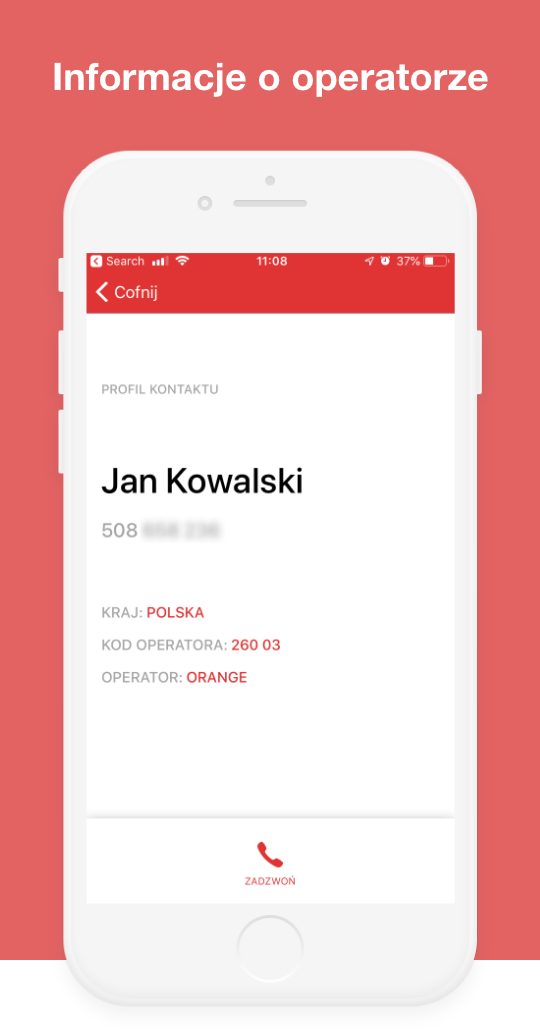 Informacje o operatorze
Search 11:08 37%
Cofnij
PROFIL KONTAKTU
Jan Kowalski
508
KRAJ: POLSKA
KOD OPERATORA: 260 03
OPERATOR: ORANGE
ZADZWOŃ